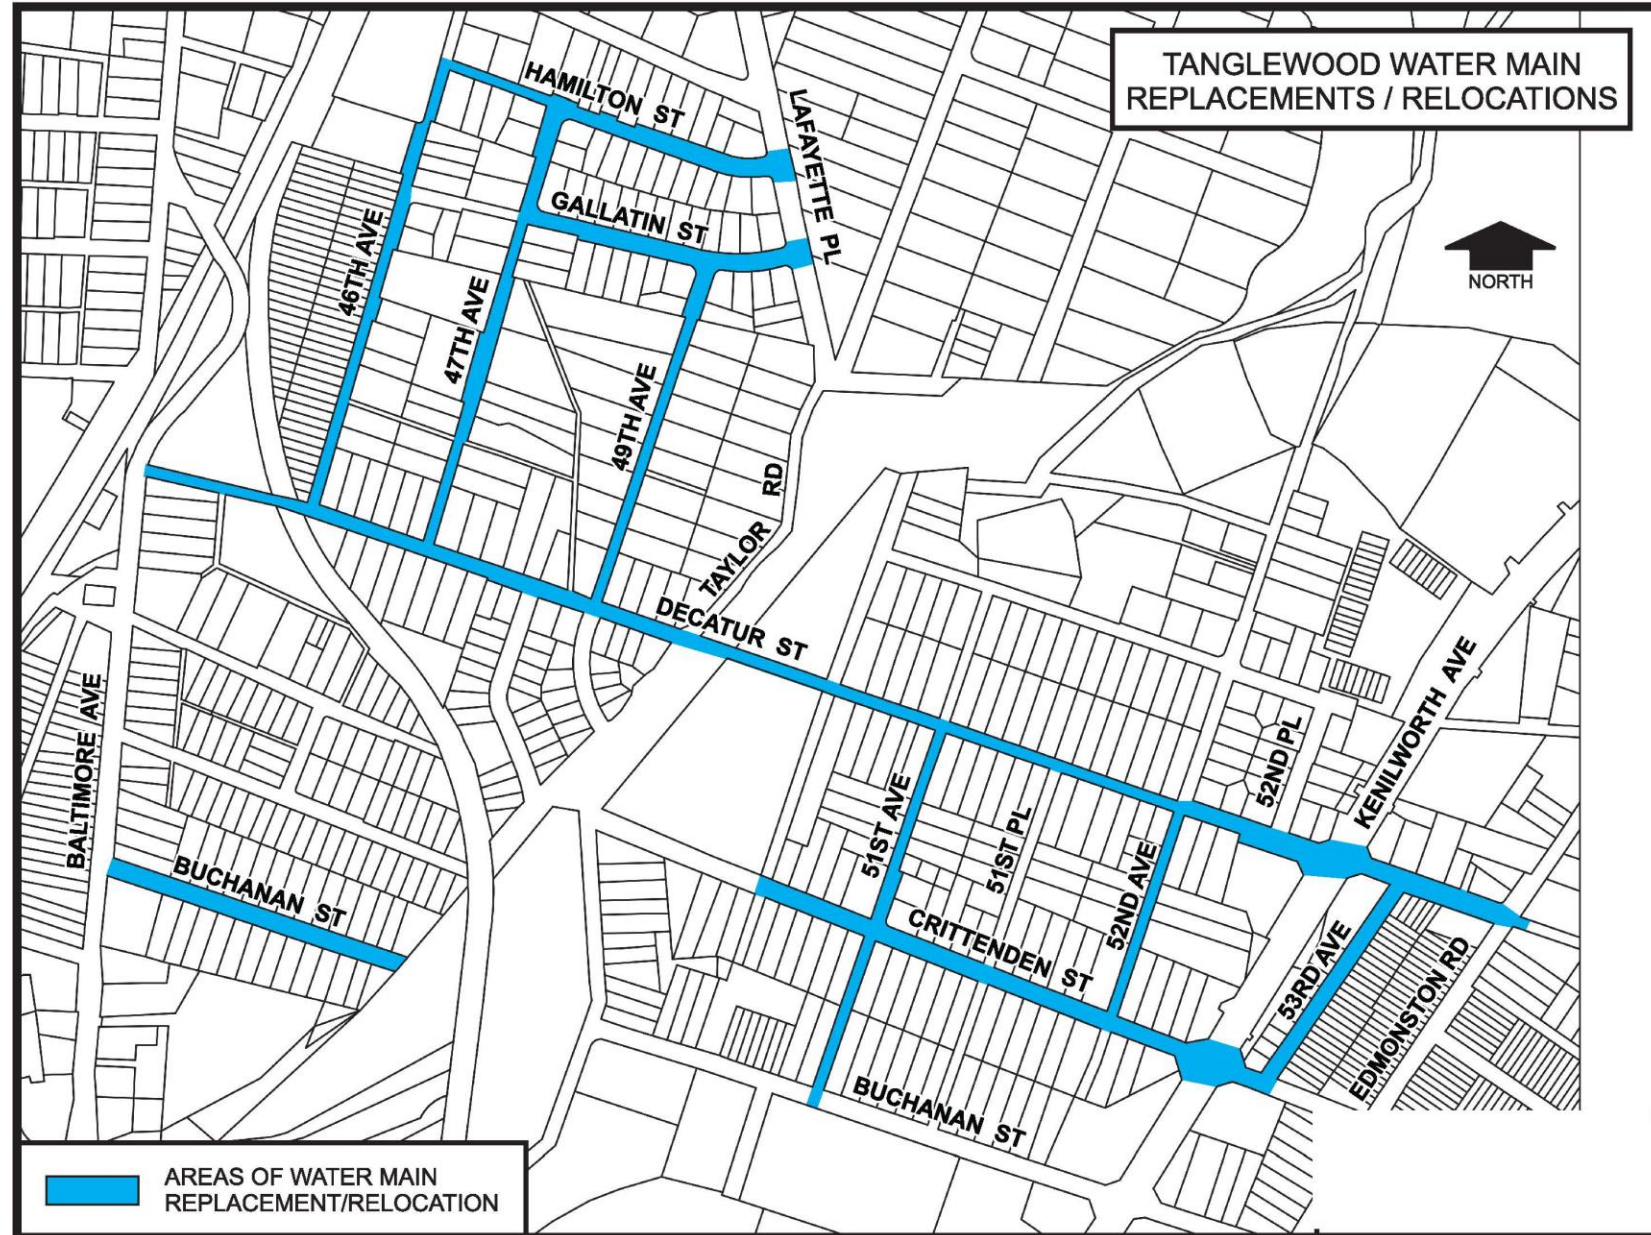 TANGLEWOOD WATER MAIN
REPLACEMENTS / RELOCATIONS
HAMILTON ST
LAFAYETTE PL
GALLATIN ST
46TH AVE
NORTH
47TH AVE
49TH AVE
TAYLOR RD
DECATUR ST
BALTIMORE AVE
52ND PL
KENILWORTH AVE
51ST AVE
51ST PL
52ND AVE
BUCHANAN ST
CRITTENDEN ST
53RD AVE
EDMONSTON RD
BUCHANAN ST
AREAS OF WATER MAIN
REPLACEMENT/RELOCATION